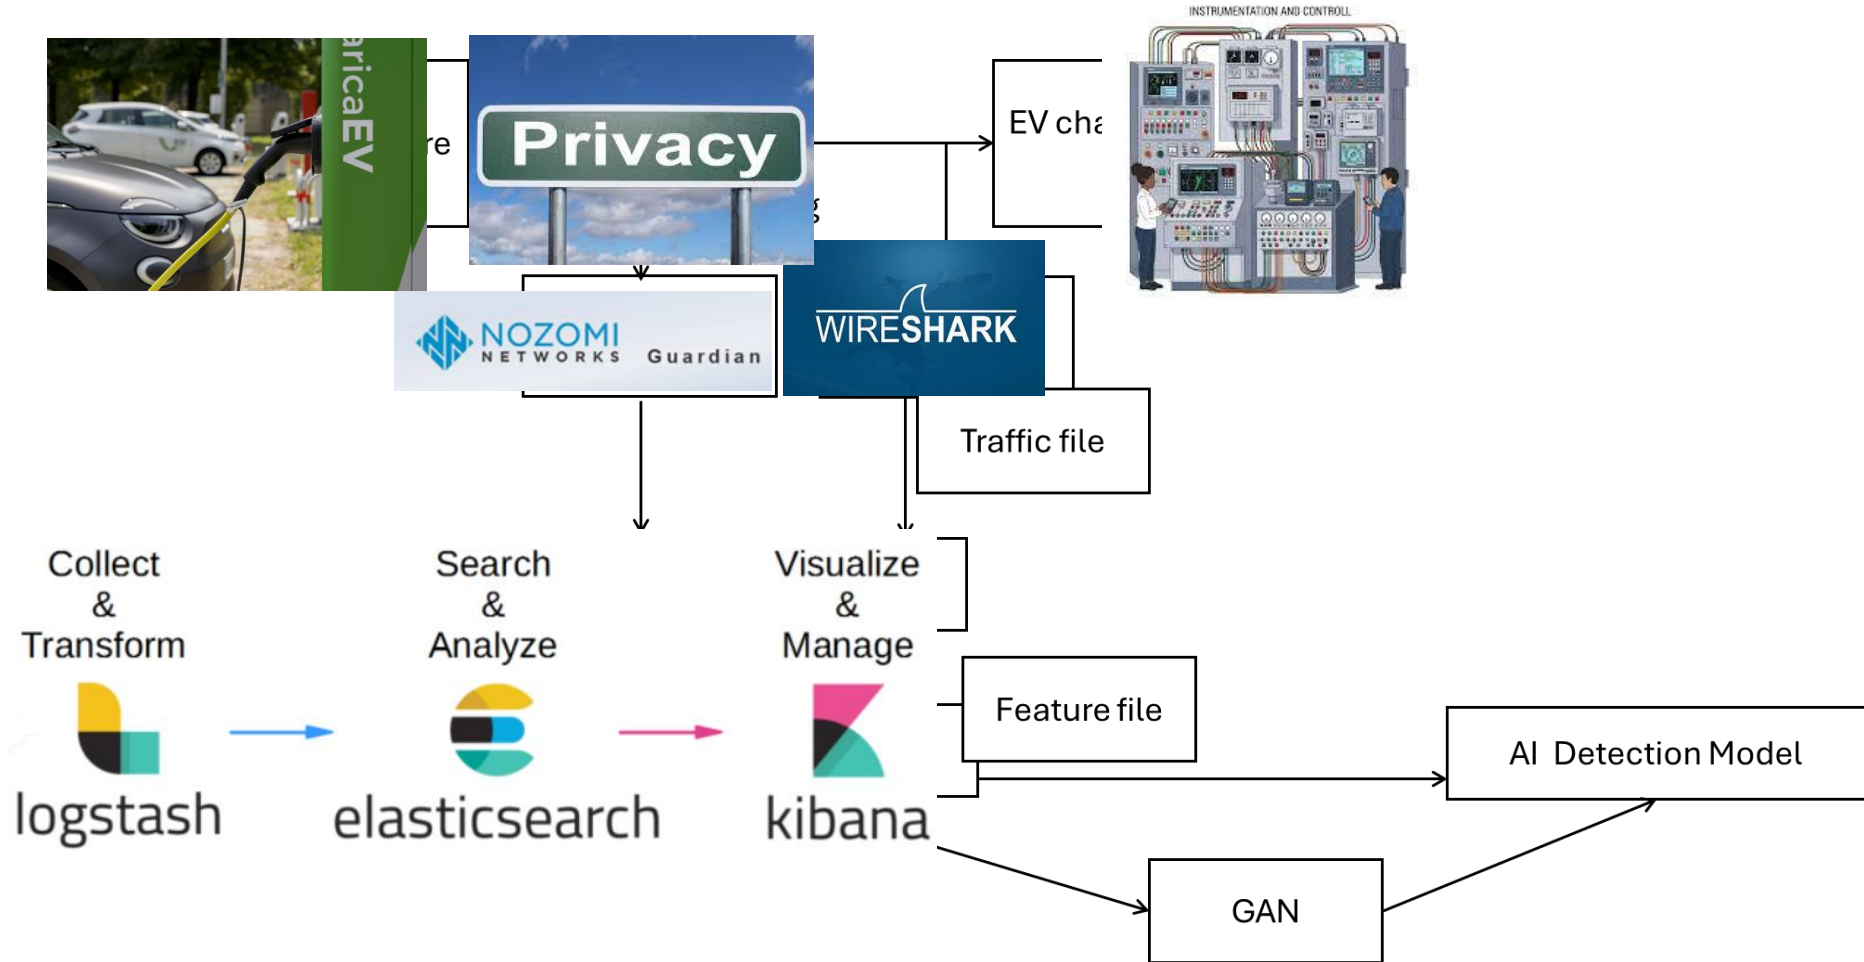 INSTRUMENTATION AND CONTROLL
aricaEV
re
Privacy
EV cha
g
NOZOMI
NETWORKS Guardian
WIRESHARK
Traffic file
Collect
&
Transform
Search
&
Analyze
Visualize
&
Manage
Feature file
AI Detection Model
logstash
elasticsearch
kibana
GAN